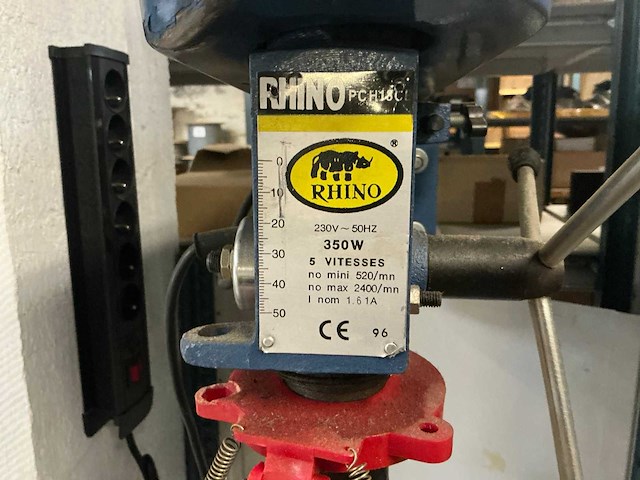 RHINO PCH13C
0
10
20
30
40
50
RHINO ®
230V ~ 50HZ
350W
5 VITESSES
no mini 520/mn
no max 2400/mn
I nom 1.61A
CE 96